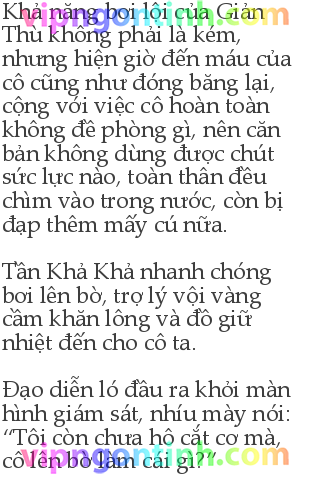 Khả năng bơi lội của Giản
vipngontinh.com
Thù không phải là kém,
nhưng hiện giờ đến máu của
cô cũng như đóng băng lại,
cộng với việc cô hoàn toàn
không đề phòng gì, nên căn
bản không dùng được chút
sức lực nào, toàn thân đều
chìm vào trong nước, còn bị
đạp thêm mấy cú nữa.
Tần Khả Khả nhanh chóng
bơi lên bờ, trợ lý vội vàng
cầm khăn lông và đồ giữ
nhiệt đến cho cô ta.
Đạo diễn ló đầu ra khỏi màn
hình giám sát, nhíu mày nói:
“Tôi còn chưa hô cắt cơ mà,
cô lên bờ làm cái gì?”
vipngontinh.com